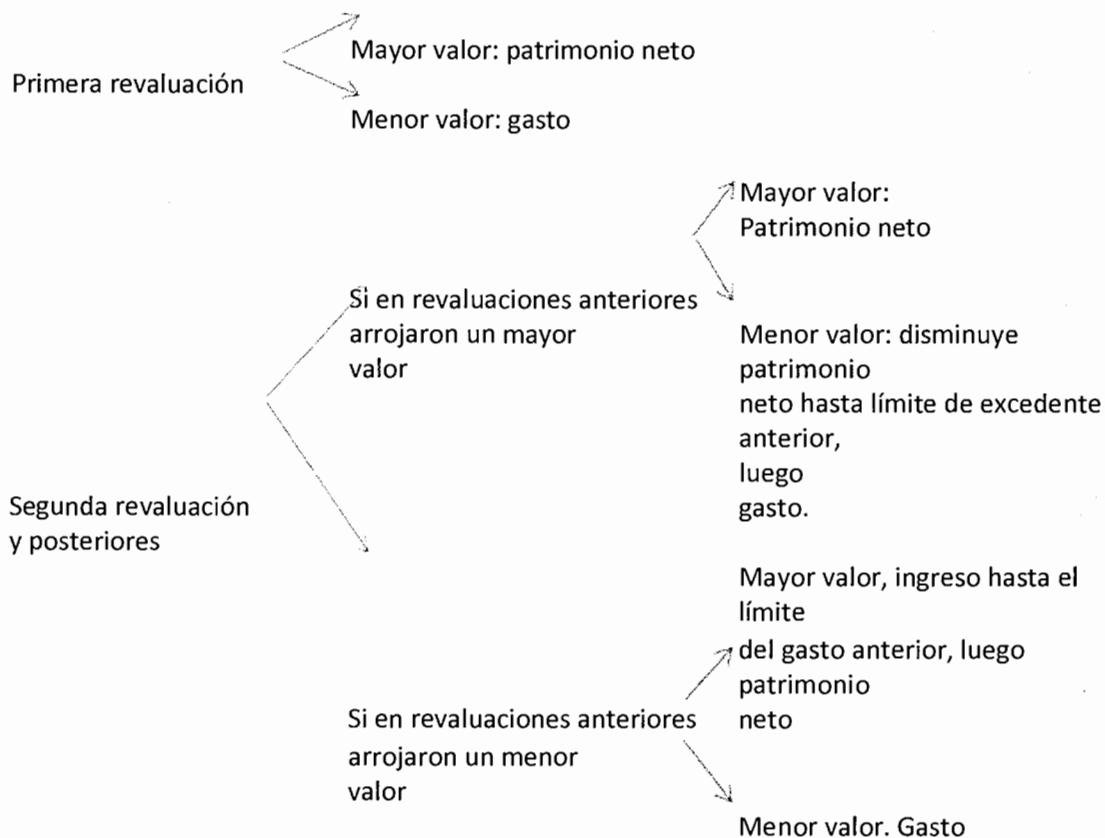 Mayor valor: patrimonio neto
Primera revaluación
Menor valor: gasto
Mayor valor:
Patrimonio neto
Si en revaluaciones anteriores
arrojaron un mayor
valor
Menor valor: disminuye
patrimonio
neto hasta límite de excedente
anterior,
luego
gasto.
Segunda revaluación
y posteriores
Mayor valor, ingreso hasta el
límite
del gasto anterior, luego
patrimonio
neto
Si en revaluaciones anteriores
arrojaron un menor
valor
Menor valor. Gasto